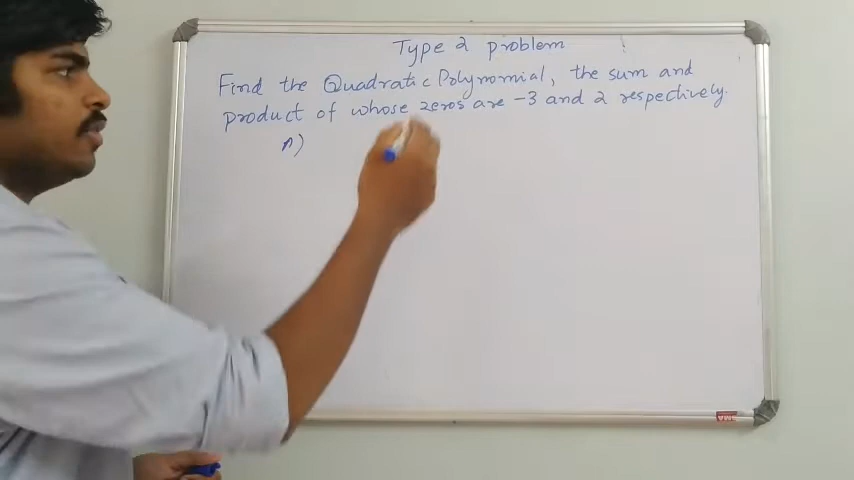 Type 2 problem
Find the Quadratic Polynomial, the sum and
product of whose zeros are -3 and 2 respectively.
A)